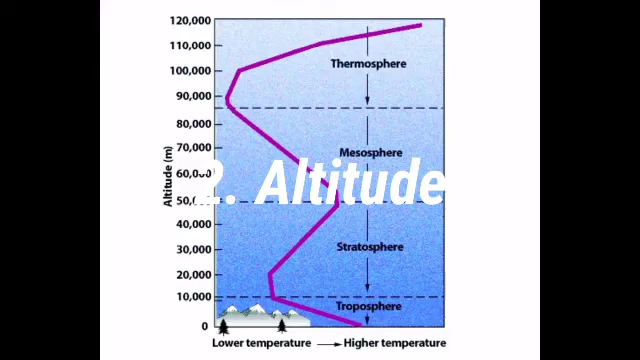 120,000
110,000
Thermosphere
100,000
90,000
80,000
70,000
Mesosphere
60,000
2. Altitude
Altitude (m)
50,000
40,000
Stratosphere
30,000
20,000
10,000
Troposphere
0
Lower temperature → Higher temperature